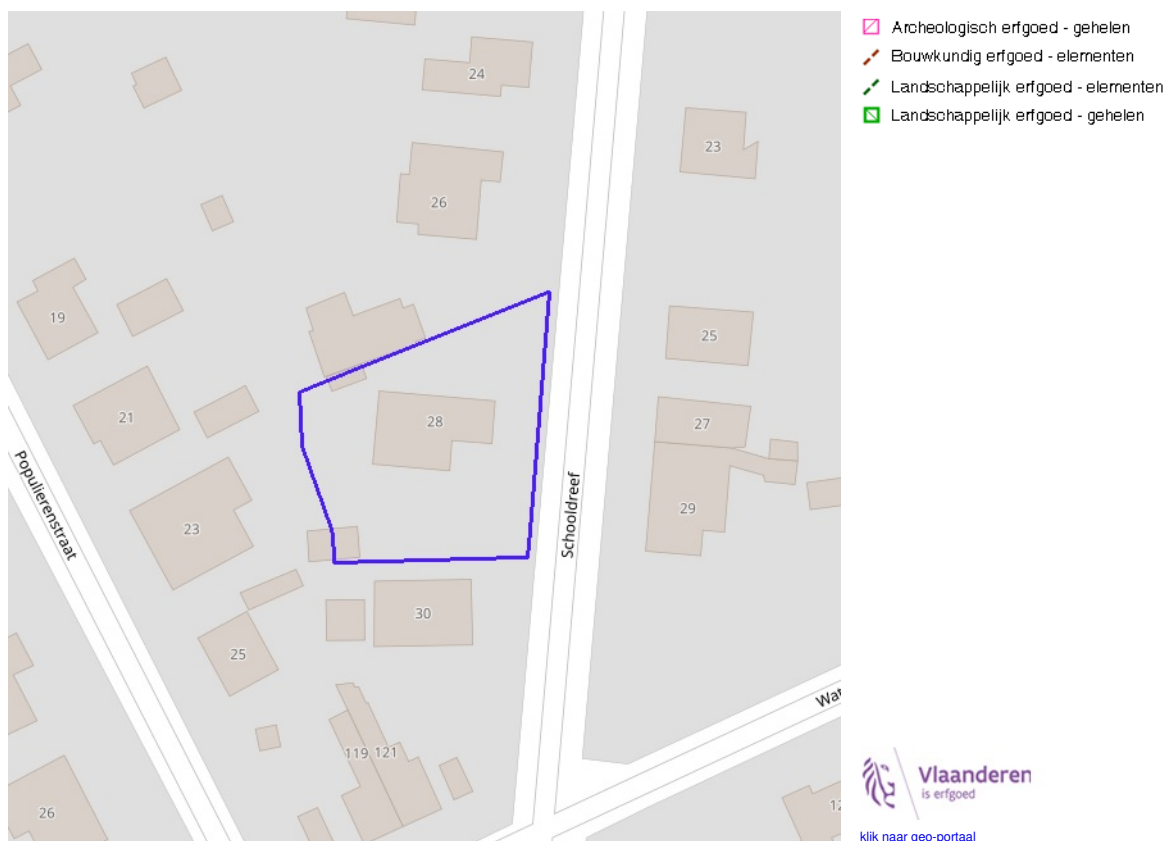 24
26
23
19
25
21
28
27
23
29
Populierenstraat
Schooldreef
30
25
119 121
26
Archeologisch erfgoed - gehelen
Bouwkundig erfgoed - elementen
Landschappelijk erfgoed - elementen
Landschappelijk erfgoed - gehelen
Vlaanderen
is erfgoed
klik naar geo-portaal